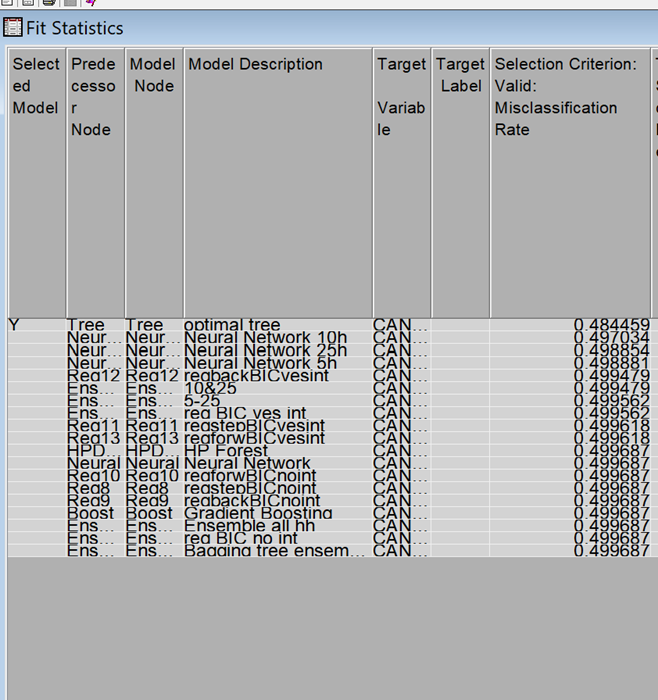 Fit Statistics
Selected Model Predecessor Node Model Node Model Description Target Variable Target Label Selection Criterion: Valid: Misclassification Rate
Y Tree Tree optimal tree CAN... 0.484459
Neur... Neur... Neural Network 10h CAN... 0.497034
Neur... Neur... Neural Network 25h CAN... 0.498854
Neur... Neur... Neural Network 5h CAN... 0.498881
Reg12 Reg12 regbackBICyesint CAN... 0.499479
Ens... Ens... 10&25 CAN... 0.499479
Ens... Ens... 5-25 CAN... 0.499562
Ens... Ens... reg BIC yes int CAN... 0.499562
Reg11 Reg11 regstepBICyesint CAN... 0.499618
Reg13 Reg13 regforwBICyesint CAN... 0.499618
HPD... HPD... HP Forest CAN... 0.499687
Neural Neural Neural Network CAN... 0.499687
Reg10 Reg10 regforwBICnoint CAN... 0.499687
Reg8 Reg8 regstepBICnoint CAN... 0.499687
Reg9 Reg9 regbackBICnoint CAN... 0.499687
Boost Boost Gradient Boosting CAN... 0.499687
Ens... Ens... Ensemble all hh CAN... 0.499687
Ens... Ens... reg BIC no int CAN... 0.499687
Ens... Ens... Bagging tree ensem... CAN... 0.499687